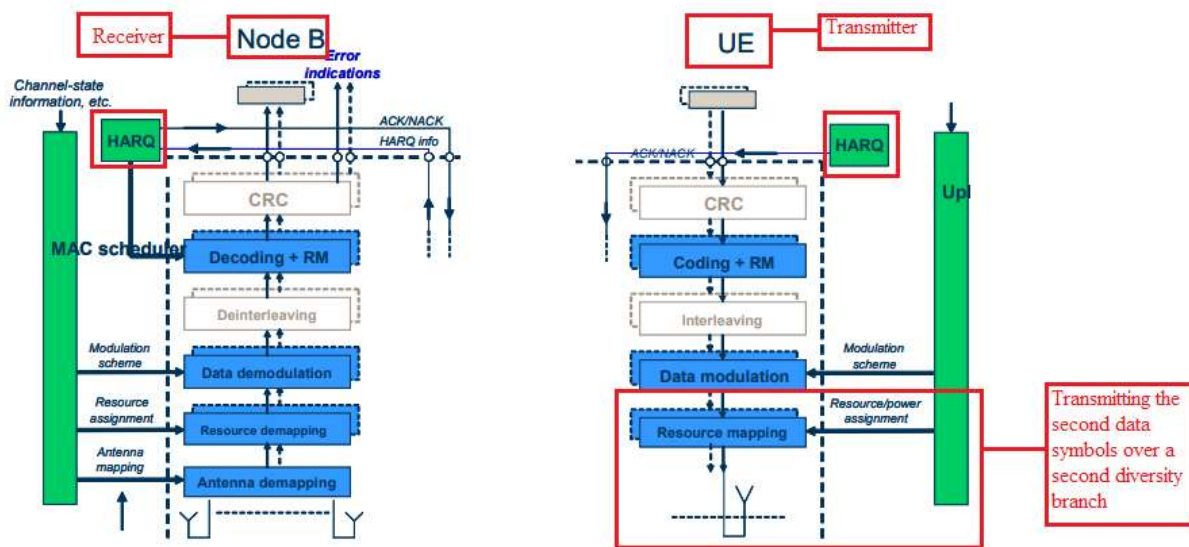 Receiver
Node B
Error
indications
Channel-state
information, etc.
HARQ
ACK/NACK
HARQ info
CRC
MAC scheduler
Decoding + RM
Deinterleaving
Modulation
scheme
Data demodulation
Resource
assignment
Resource demapping
Antenna
mapping
Antenna demapping
UE
Transmitter
ACK/NACK
HARQ
CRC
Upl
Coding + RM
Interleaving
Modulation
scheme
Data modulation
Resource/power
assignment
Resource mapping
Transmitting the
second data
symbols over a
second diversity
branch